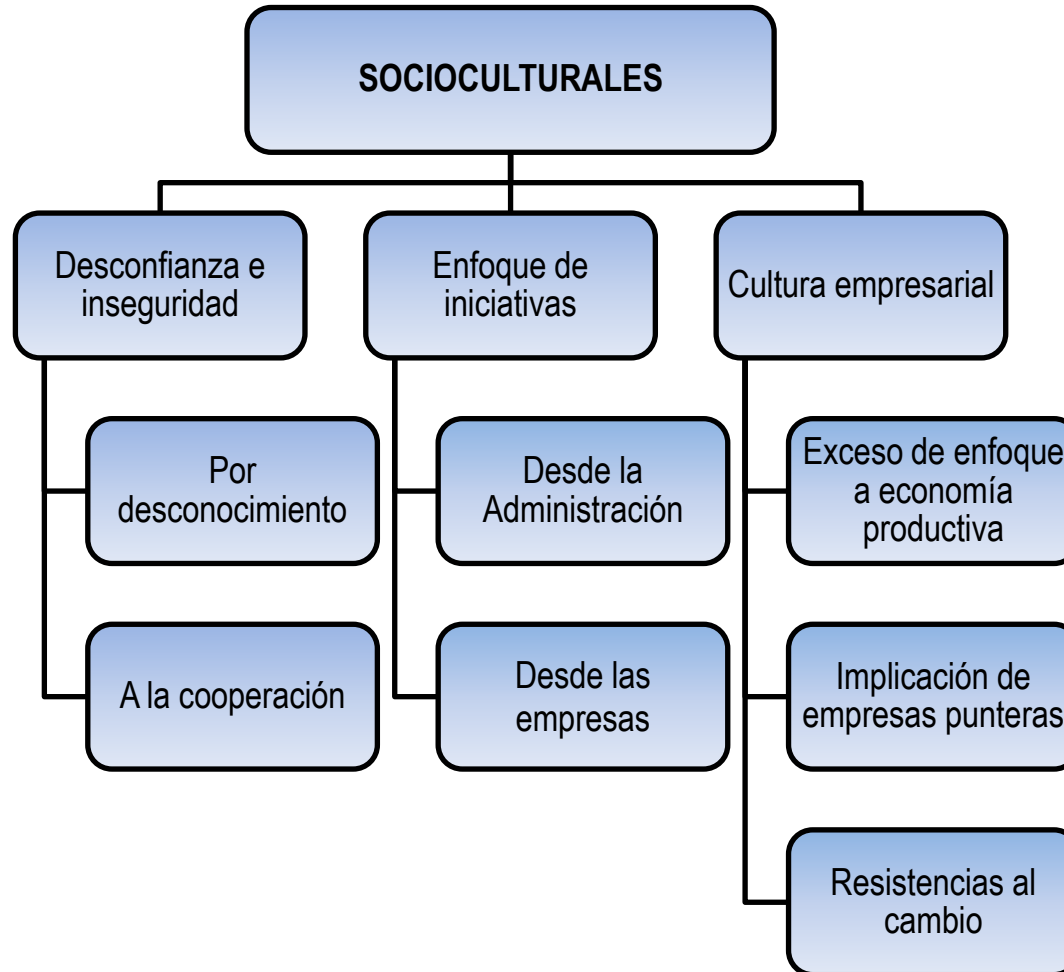 SOCIOCULTURALES
Desconfianza e
inseguridad
Enfoque de
iniciativas
Cultura empresarial
Por
desconocimiento
Desde la
Administración
Exceso de enfoque
a economía
productiva
A la cooperación
Desde las
empresas
Implicación de
empresas punteras
Resistencias al
cambio